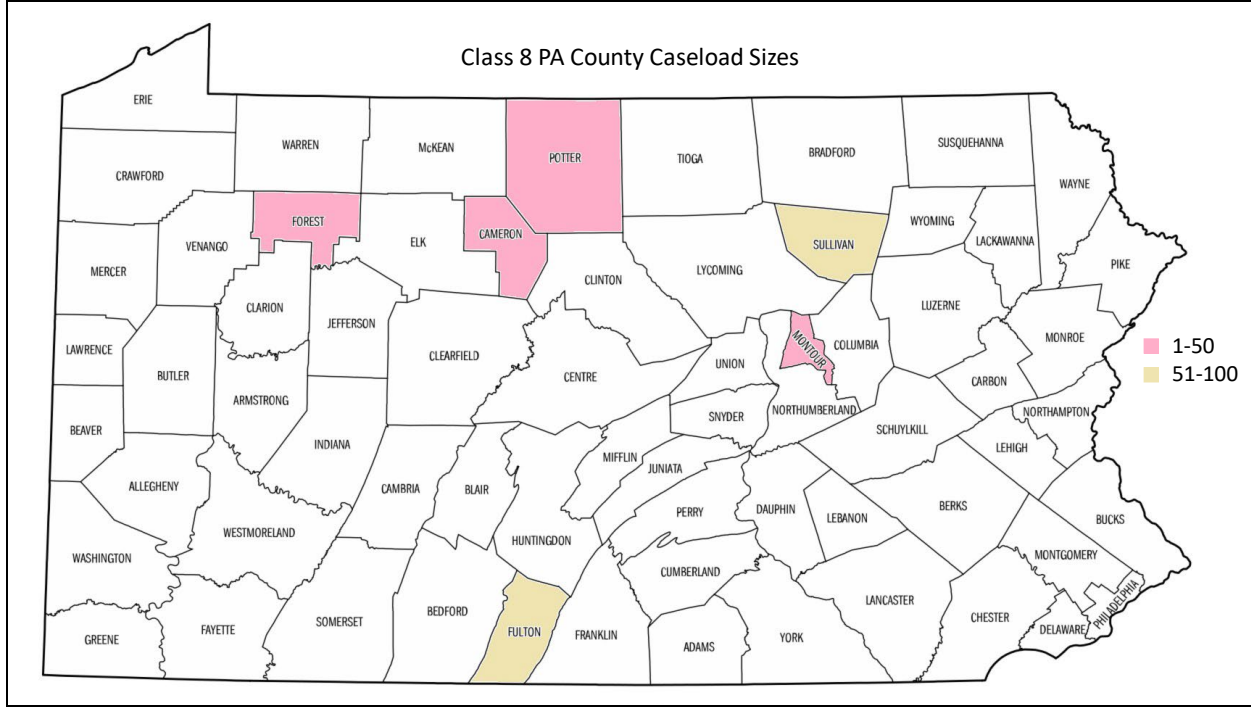 Class 8 PA County Caseload Sizes
ERIE
CRAWFORD
WARREN
McKEAN
POTTER
TIOGA
BRADFORD
SUSQUEHANNA
WAYNE
FOREST
VENANGO
MERCER
ELK
CAMERON
CLINTON
LYCOMING
SULLIVAN
WYOMING
LACKAWANNA
PIKE
CLARION
JEFFERSON
CLEARFIELD
LAWRENCE
BUTLER
CENTRE
UNION
MONTOUR
COLUMBIA
LUZERNE
MONROE
CARBON
ARMSTRONG
BEAVER
INDIANA
SNYDER
NORTHUMBERLAND
SCHUYLKILL
NORTHAMPTON
LEHIGH
ALLEGHENY
WESTMORELAND
CAMBRIA
BLAIR
MIFFLIN
JUNIATA
PERRY
DAUPHIN
LEBANON
BERKS
BUCKS
HUNTINGDON
WASHINGTON
CUMBERLAND
MONTGOMERY
PHILADELPHIA
GREENE
FAYETTE
SOMERSET
BEDFORD
FULTON
FRANKLIN
ADAMS
YORK
LANCASTER
CHESTER
DELAWARE
1-50
51-100